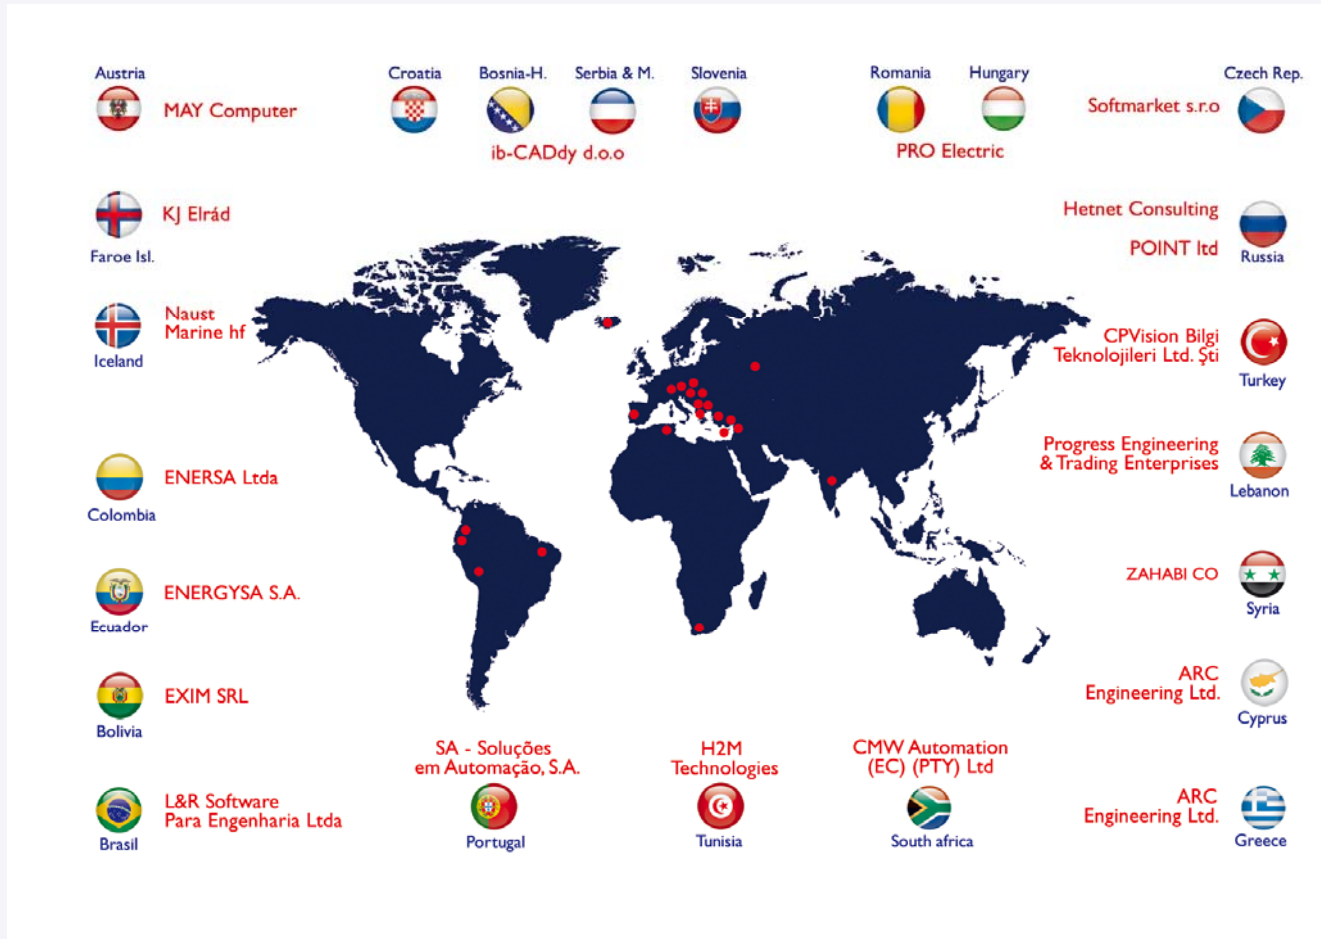 Austria
MAY Computer
Croatia
Bosnia-H.
Serbia & M.
Slovenia
ib-CADdy d.o.o
Romania
Hungary
PRO Electric
Czech Rep.
Softmarket s.r.o
KJ Elrád
Faroe Isl.
Hetnet Consulting
POINT ltd
Russia
Naust
Marine hf
Iceland
CPVision Bilgi
Teknolojileri Ltd. Şti
Turkey
ENERSA Ltda
Colombia
Progress Engineering
& Trading Enterprises
Lebanon
ENERGYSA S.A.
Ecuador
ZAHABI CO
Syria
EXIM SRL
Bolivia
ARC
Engineering Ltd.
Cyprus
L&R Software
Para Engenharia Ltda
Brasil
SA - Soluções
em Automação, S.A.
Portugal
H2M
Technologies
Tunisia
CMW Automation
(EC) (PTY) Ltd
South africa
ARC
Engineering Ltd.
Greece